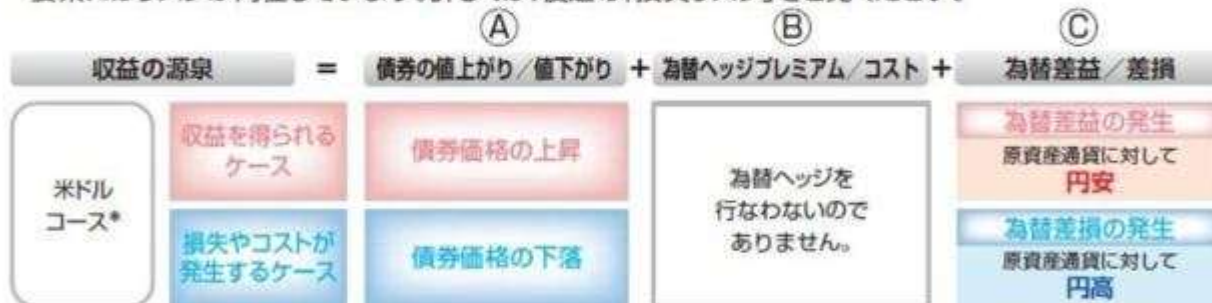 Ⓐ Ⓑ Ⓒ
収益の源泉 = 債券の値上がり／値下がり + 為替ヘッジプレミアム／コスト + 為替差益／差損
米ドル
コース*
収益を得られる
ケース
債券価格の上昇
為替ヘッジを
行なわないので
ありません。
為替差益の発生
原資産通貨に対して
円安
損失やコストが
発生するケース
債券価格の下落
為替差損の発生
原資産通貨に対して
円高